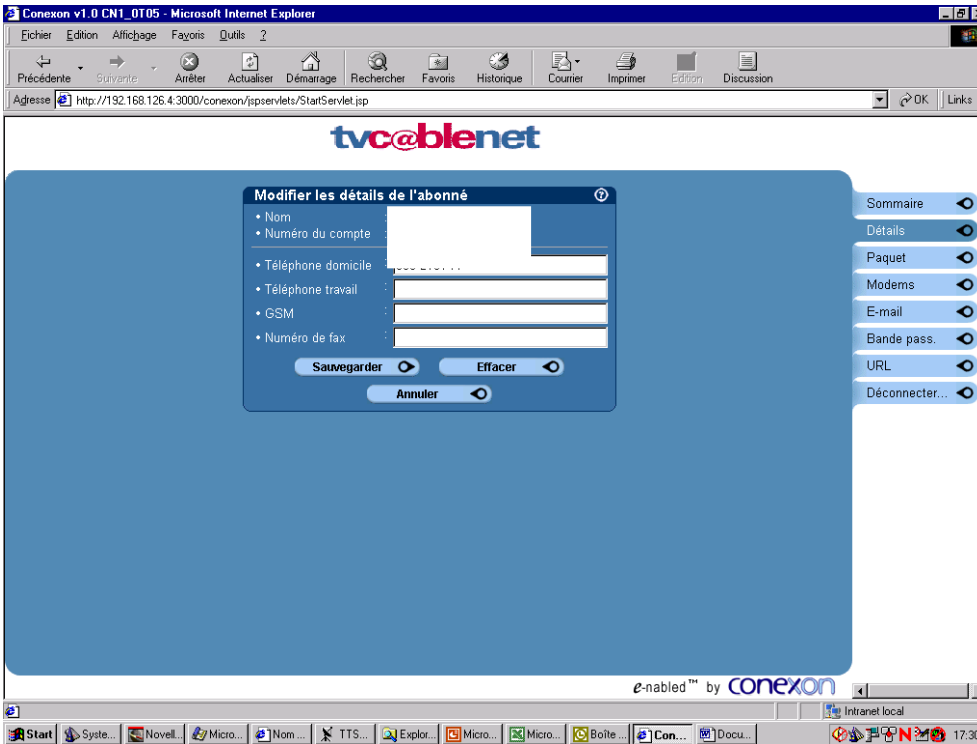 Conexon v1.0 CN1_0T05 - Microsoft Internet Explorer
Fichier Edition Affichage Favoris Outils ?
Précédente Suivante Arrêter Actualiser Démarrage Rechercher Favoris Historique Courrier Imprimer Edition Discussion
Adresse http://192.168.126.4:3000/conexon/jspservlets/StartServlet.jsp OK Links
tvc@blenet
Modifier les détails de l'abonné ?
• Nom :
• Numéro du compte :
• Téléphone domicile :
• Téléphone travail :
• GSM :
• Numéro de fax :
Sauvegarder Effacer
Annuler
Sommaire
Détails
Paquet
Modems
E-mail
Bande pass.
URL
Déconnecter...
e-nabled™ by conexon
Intranet local
Start Syste... Novell... Micro... Nom ... TTS... Explor... Micro... Micro... Boîte ... Con... Docu...